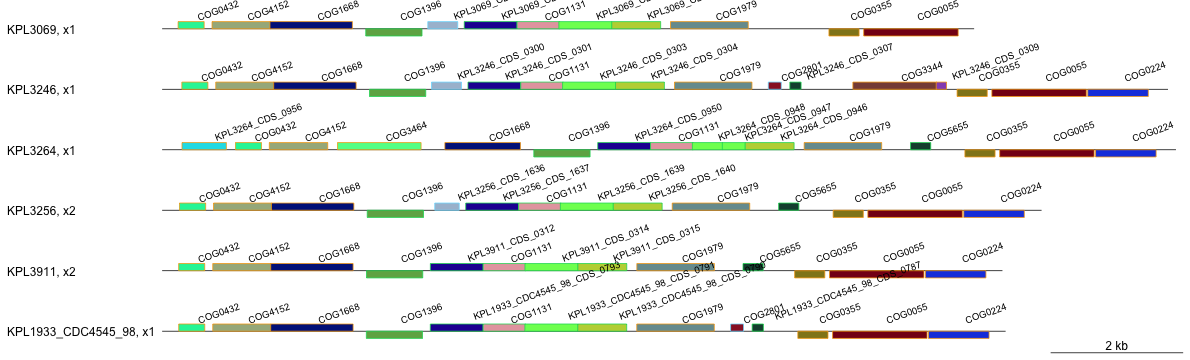 COG0432 COG4152 COG1668 COG1396 COG1131 COG1979 COG0355 COG0055
KPL3069, x1
COG0432 COG4152 COG1668 COG1396 KPL3246_CDS_0300 KPL3246_CDS_0301 COG1131 KPL3246_CDS_0303 KPL3246_CDS_0304 COG1979 COG2801 KPL3246_CDS_0307 COG3344 KPL3246_CDS_0309 COG0355 COG0055 COG0224
KPL3246, x1
KPL3264_CDS_0956 COG0432 COG4152 COG3464 COG1668 COG1396 KPL3264_CDS_0950 COG1131 KPL3264_CDS_0948 KPL3264_CDS_0947 KPL3264_CDS_0946 COG1979 COG5655 COG0355 COG0055 COG0224
KPL3264, x1
COG0432 COG4152 COG1668 COG1396 KPL3256_CDS_1636 KPL3256_CDS_1637 COG1131 KPL3256_CDS_1639 KPL3256_CDS_1640 COG1979 COG5655 COG0355 COG0055 COG0224
KPL3256, x2
COG0432 COG4152 COG1668 COG1396 KPL3911_CDS_0312 COG1131 KPL3911_CDS_0314 KPL3911_CDS_0315 COG1979 COG5655 COG0355 COG0055 COG0224
KPL3911, x2
COG0432 COG4152 COG1668 COG1396 KPL1933_CDC4545_98_CDS_0793 COG1131 KPL1933_CDC4545_98_CDS_0791 COG1979 COG2801 KPL1933_CDC4545_98_CDS_0787 COG0355 COG0055 COG0224
KPL1933_CDC4545_98, x1
2 kb